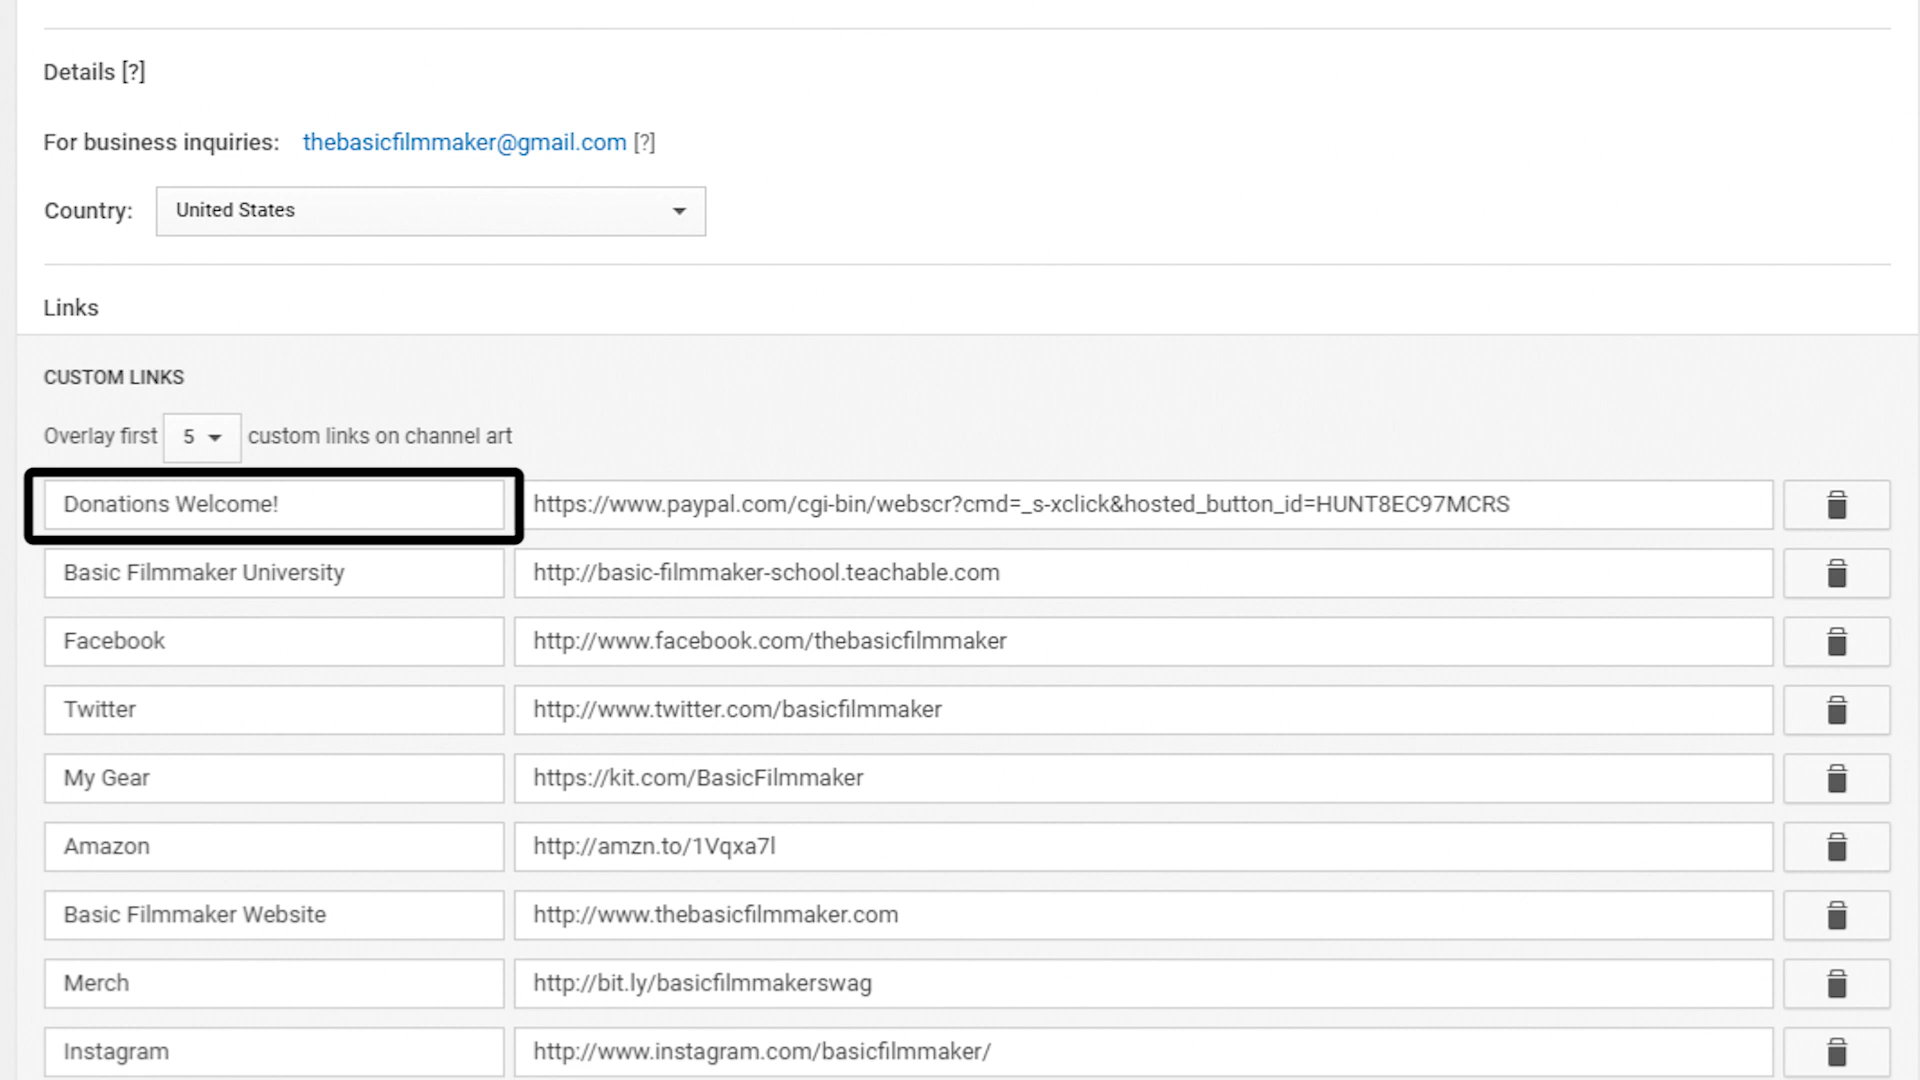 Details [?]
For business inquiries: thebasicfilmmaker@gmail.com [?]
Country: United States
Links
CUSTOM LINKS
Overlay first 5 custom links on channel art
Donations Welcome! https://www.paypal.com/cgi-bin/webscr?cmd=_s-xclick&hosted_button_id=HUNT8EC97MCRS
Basic Filmmaker University http://basic-filmmaker-school.teachable.com
Facebook http://www.facebook.com/thebasicfilmmaker
Twitter http://www.twitter.com/basicfilmmaker
My Gear https://kit.com/BasicFilmmaker
Amazon http://amzn.to/1Vqxa7l
Basic Filmmaker Website http://www.thebasicfilmmaker.com
Merch http://bit.ly/basicfilmmakerswag
Instagram http://www.instagram.com/basicfilmmaker/